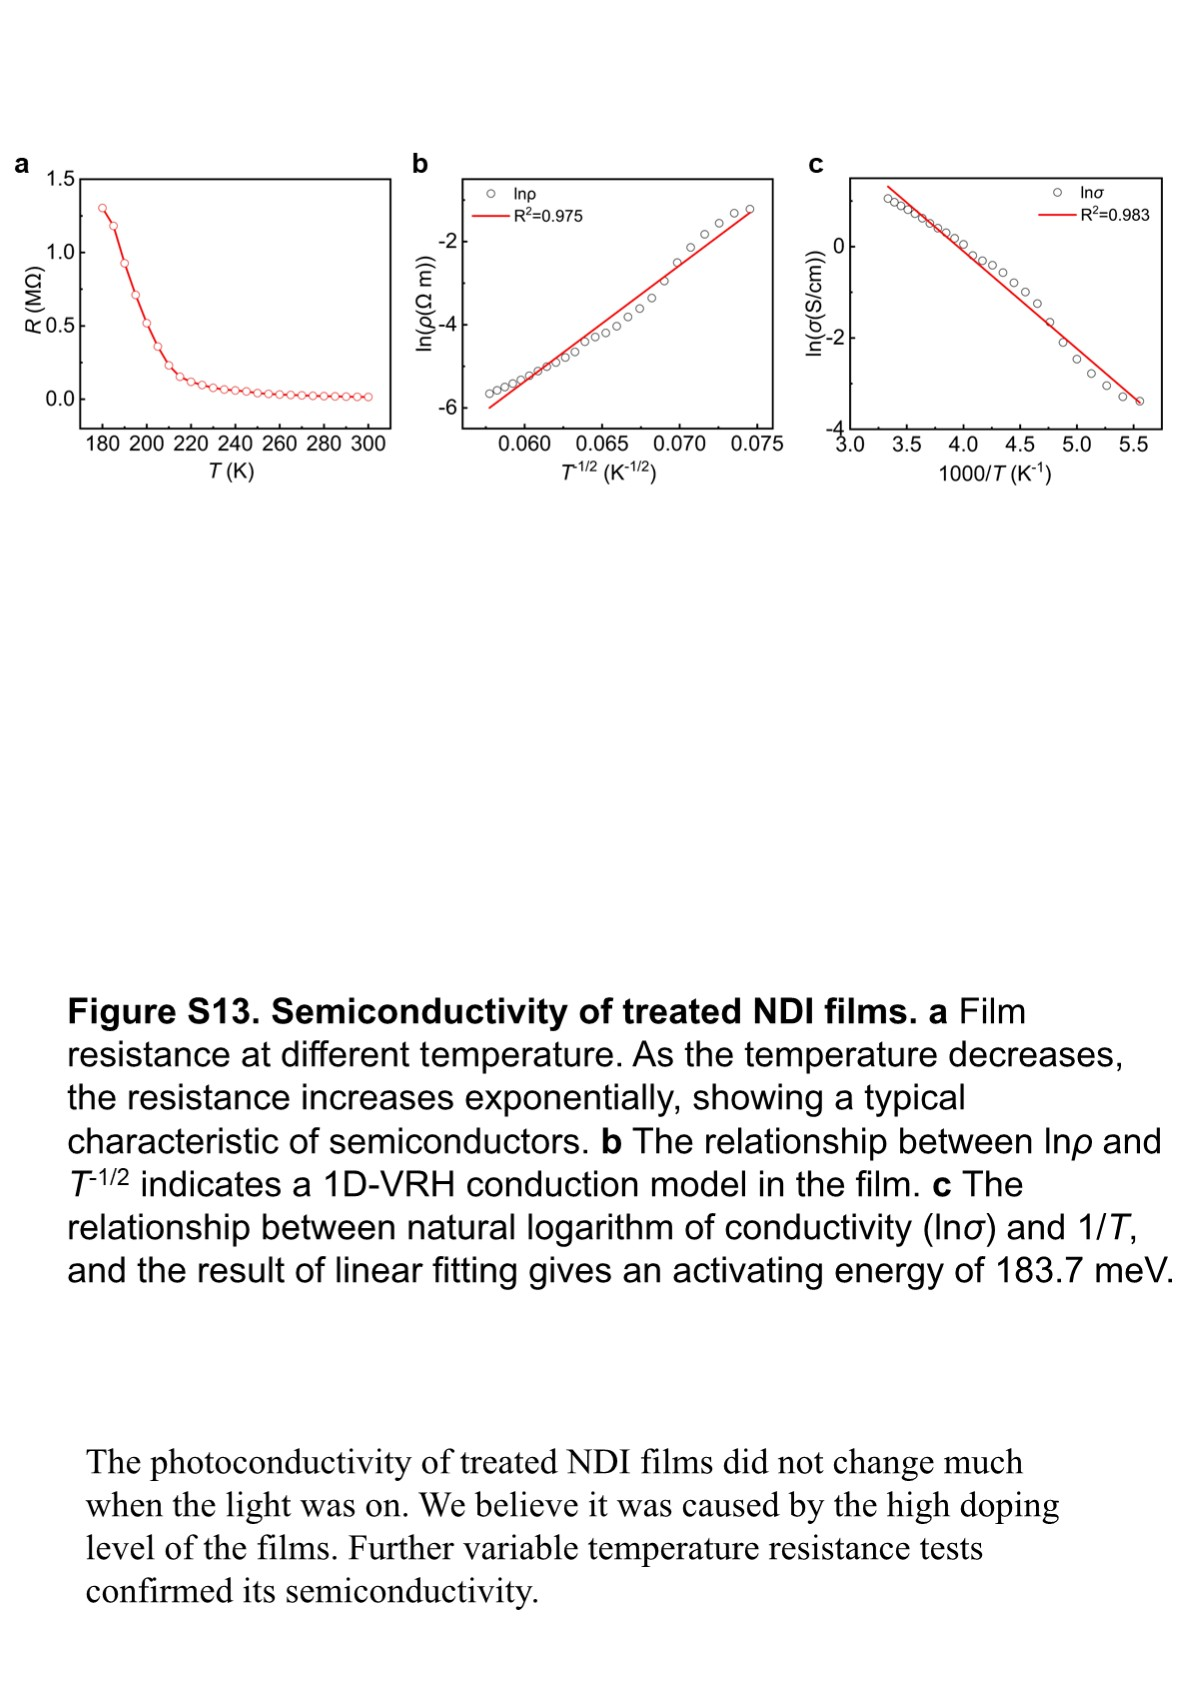 a
1.5
1.0
0.5
0.0
R (MΩ)
180 200 220 240 260 280 300
T (K)
b
lnρ
R²=0.975
-2
-4
-6
ln(ρ(Ω m))
0.060 0.065 0.070 0.075
T¹ᐟ² (K⁻¹ᐟ²)
c
lnσ
R²=0.983
0
-2
-4
ln(σ(S/cm))
3.0 3.5 4.0 4.5 5.0 5.5
1000/T (K⁻¹)
Figure S13. Semiconductivity of treated NDI films. a Film
resistance at different temperature. As the temperature decreases,
the resistance increases exponentially, showing a typical
characteristic of semiconductors. b The relationship between lnρ and
T⁻¹ᐟ² indicates a 1D-VRH conduction model in the film. c The
relationship between natural logarithm of conductivity (lnσ) and 1/T,
and the result of linear fitting gives an activating energy of 183.7 meV.
The photoconductivity of treated NDI films did not change much
when the light was on. We believe it was caused by the high doping
level of the films. Further variable temperature resistance tests
confirmed its semiconductivity.